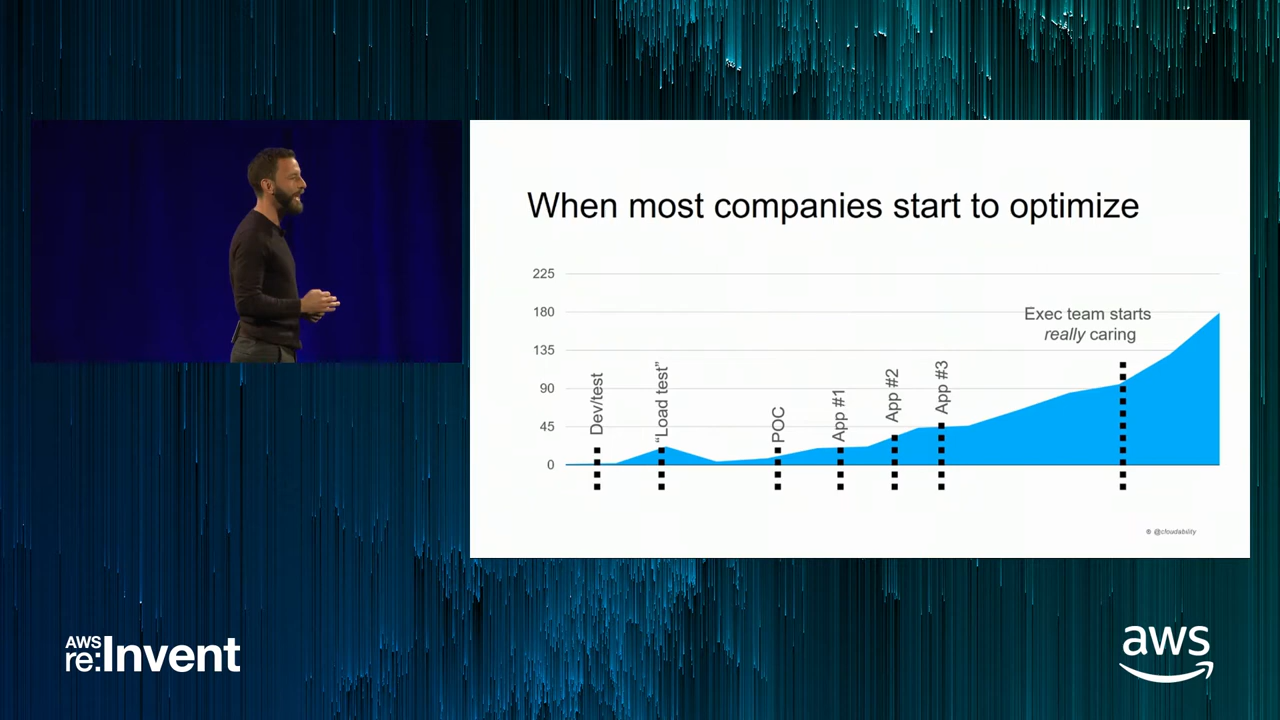 When most companies start to optimize
225
180
135
90
45
0
Dev/test
“Load test”
POC
App #1
App #2
App #3
Exec team starts
really caring
® @cloudability
AWS
re:Invent
aws